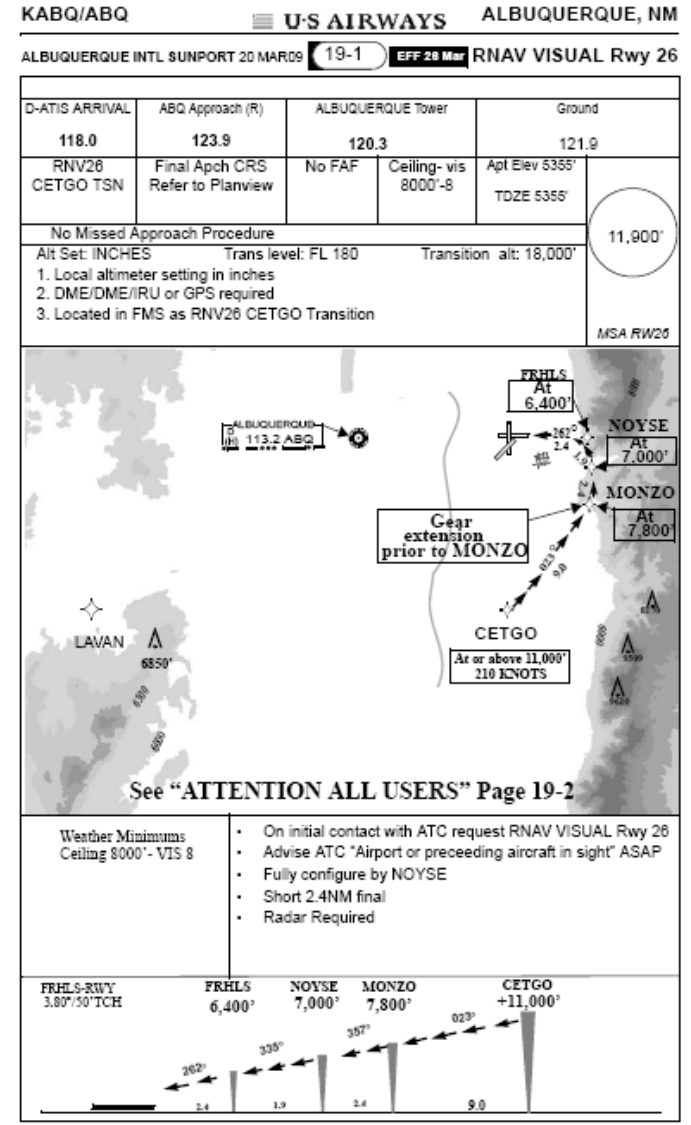 KABQ/ABQ
U·S AIRWAYS
ALBUQUERQUE, NM
ALBUQUERQUE INTL SUNPORT 20 MAR09
19-1
EFF 28 Mar
RNAV VISUAL Rwy 26
D-ATIS ARRIVAL
118.0
ABQ Approach (R)
123.9
ALBUQUERQUE Tower
120.3
Ground
121.9
RNV26
CETGO TSN
Final Apch CRS
Refer to Planview
No FAF
Ceiling- vis
8000'-8
Apt Elev 5355'
TDZE 5355'
No Missed Approach Procedure
Alt Set: INCHES Trans level: FL 180 Transition alt: 18,000'
1. Local altimeter setting in inches
2. DME/DME/IRU or GPS required
3. Located in FMS as RNV26 CETGO Transition
11,900'
MSA RW26
FRHLS
At
6,400'
ALBUQUERQUE
(H) 113.2 ABQ
262°
2.4
NOYSE
At
7,000'
1.9
2.4
MONZO
At
7,800'
Gear
extension
prior to MONZO
023°
9.0
LAVAN
6850'
CETGO
At or above 11,000'
210 KNOTS
See "ATTENTION ALL USERS" Page 19-2
Weather Minimums
Ceiling 8000'- VIS 8
• On initial contact with ATC request RNAV VISUAL Rwy 26
• Advise ATC "Airport or preceeding aircraft in sight" ASAP
• Fully configure by NOYSE
• Short 2.4NM final
• Radar Required
FRHLS-RWY
3.80°/50'TCH
FRHLS
6,400'
NOYSE
7,000'
MONZO
7,800'
CETGO
+11,000'
262°
335°
357°
023°
2.4
1.9
2.4
9.0